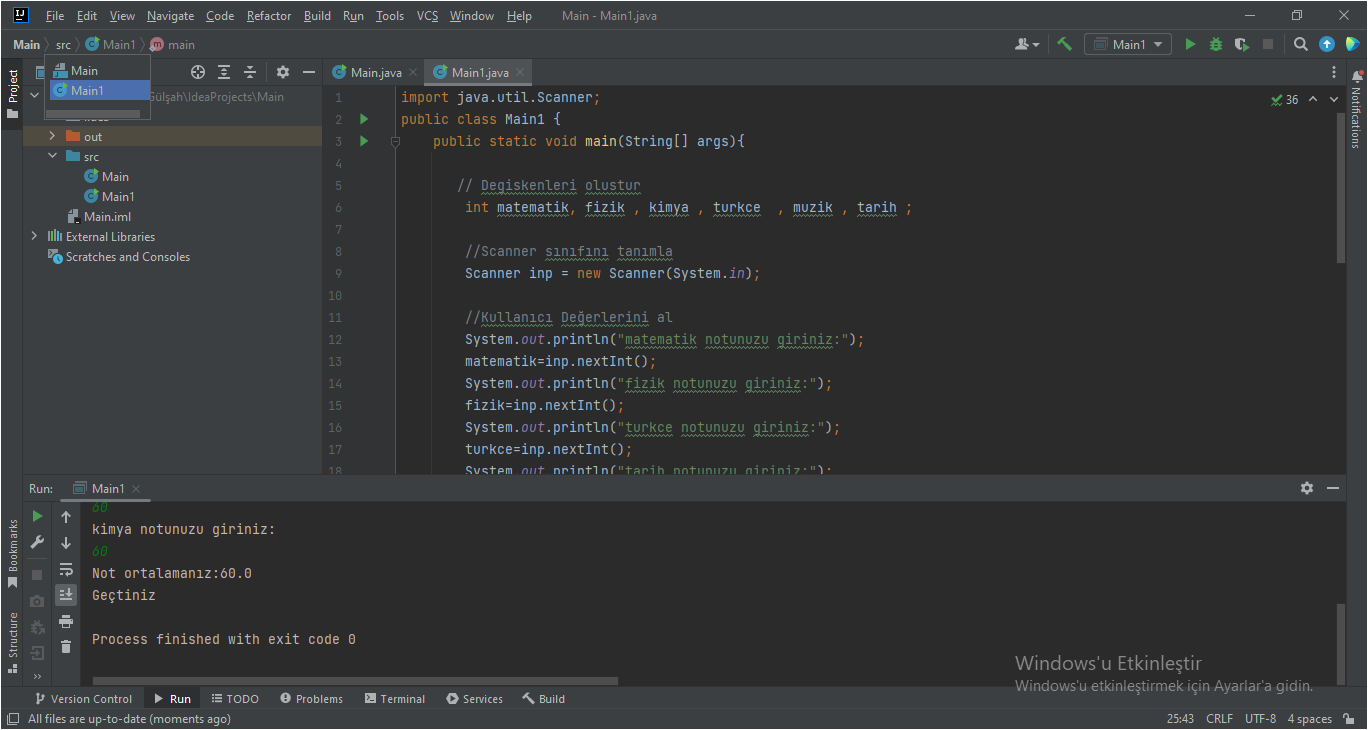 File Edit View Navigate Code Refactor Build Run Tools VCS Window Help Main - Main1.java
Main src Main1 main Main1
Project
Main
Main1
Gülşah\IdeaProjects\Main
out
src
Main
Main1
Main.iml
External Libraries
Scratches and Consoles
Main.java Main1.java
36
1 import java.util.Scanner;
2 public class Main1 {
3 public static void main(String[] args){
4
5 // Degiskenleri olustur
6 int matematik, fizik , kimya , turkce , muzik , tarih ;
7
8 //Scanner sınıfını tanımla
9 Scanner inp = new Scanner(System.in);
10
11 //Kullanıcı Değerlerini al
12 System.out.println("matematik notunuzu giriniz:");
13 matematik=inp.nextInt();
14 System.out.println("fizik notunuzu giriniz:");
15 fizik=inp.nextInt();
16 System.out.println("turkce notunuzu giriniz:");
17 turkce=inp.nextInt();
18 System.out.println("tarih notunuzu giriniz:");
Notifications
Run: Main1
60
kimya notunuzu giriniz:
60
Not ortalamanız:60.0
Geçtiniz
Process finished with exit code 0
Bookmarks
Structure
Windows'u Etkinleştir
Windows'u etkinleştirmek için Ayarlar'a gidin.
Version Control Run TODO Problems Terminal Services Build
All files are up-to-date (moments ago) 25:43 CRLF UTF-8 4 spaces